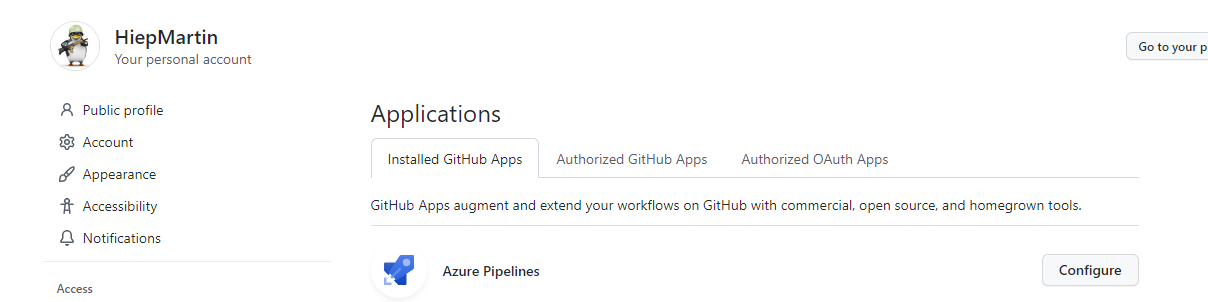 HiepMartin
Your personal account
Go to your p
Public profile
Account
Appearance
Accessibility
Notifications
Access
Applications
Installed GitHub Apps
Authorized GitHub Apps
Authorized OAuth Apps
GitHub Apps augment and extend your workflows on GitHub with commercial, open source, and homegrown tools.
Azure Pipelines
Configure